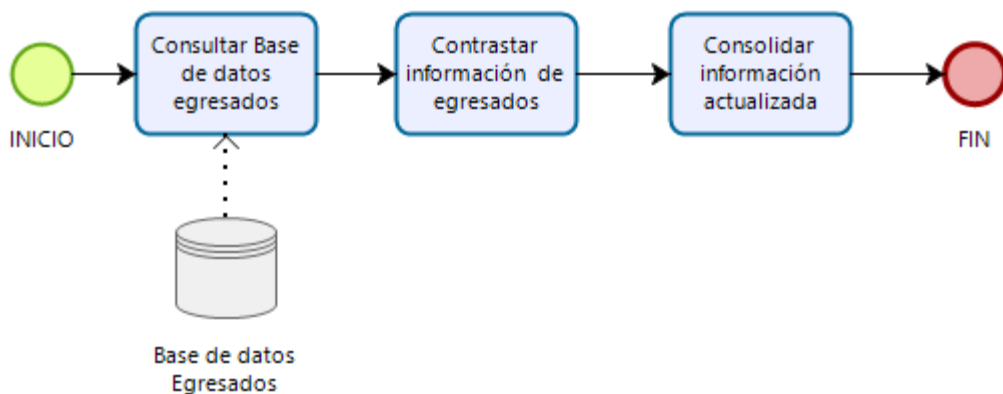 INICIO
Consultar Base
de datos
egresados
Contrastar
información de
egresados
Consolidar
información
actualizada
FIN
Base de datos
Egresados